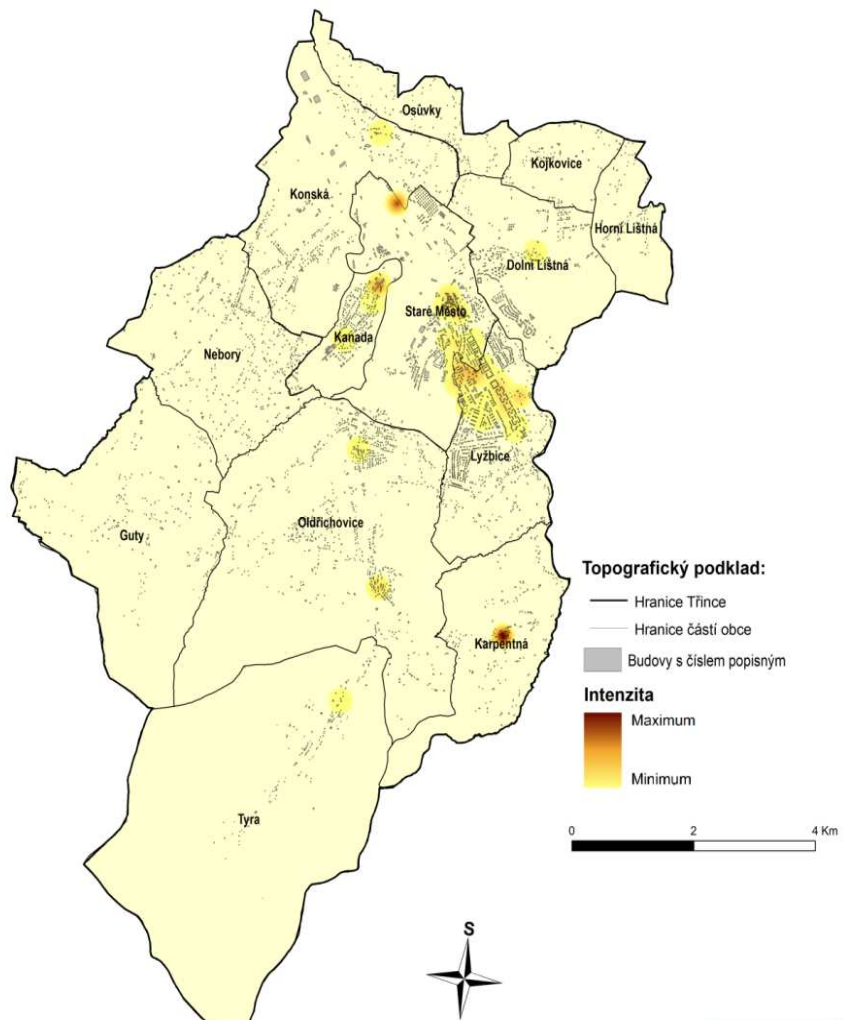 Osůvky
Kojkovice
Konská
Horní Líštná
Dolní Líštná
Staré Město
Kanada
Nebory
Lyžbice
Oldřichovice
Guty
Karpentná
Tyra
Topografický podklad:
Hranice Třince
Hranice částí obce
Budovy s číslem popisným
Intenzita
Maximum
Minimum
0 2 4 Km
S